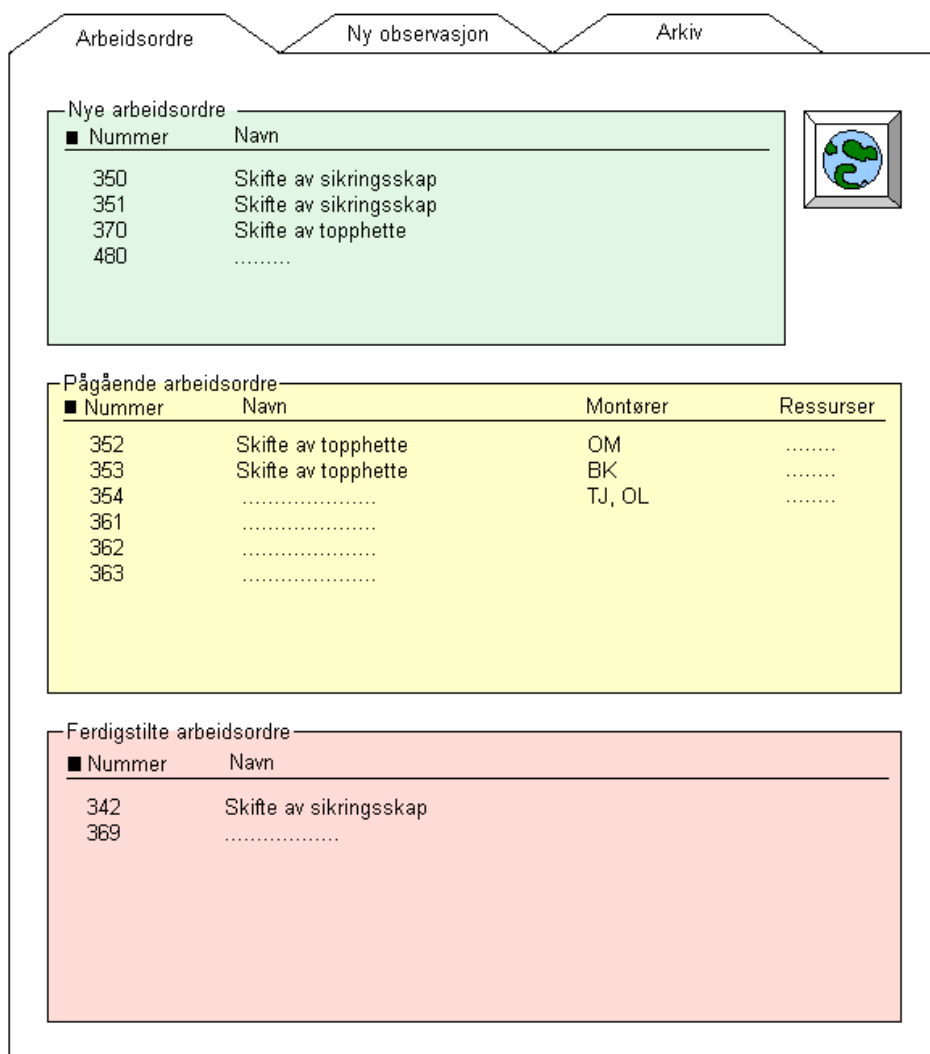 Arbeidsordre Ny observasjon Arkiv
Nye arbeidsordre
■ Nummer Navn
350 Skifte av sikringsskap
351 Skifte av sikringsskap
370 Skifte av topphette
480 .........
Pågående arbeidsordre
■ Nummer Navn Montører Ressurser
352 Skifte av topphette OM ........
353 Skifte av topphette BK ........
354 ..................... TJ, OL ........
361 .....................
362 .....................
363 .....................
Ferdigstilte arbeidsordre
■ Nummer Navn
342 Skifte av sikringsskap
369 ..................